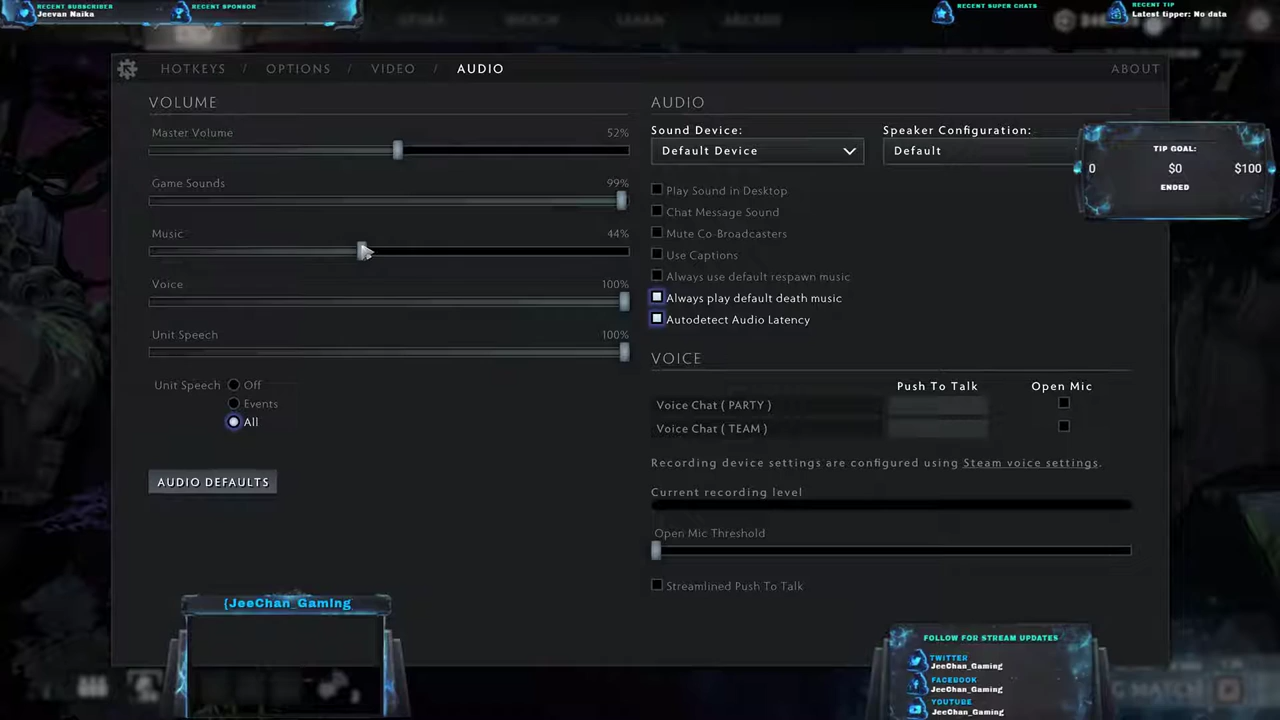 RECENT SUBSCRIBES
Jeevan Naika
RECENT SPONSOR
RECENT SUPER CHATS
RECENT TIP
Latest tipper: No data
HOTKEYS / OPTIONS / VIDEO / AUDIO
ABOUT
VOLUME
Master Volume 52%
Game Sounds 99%
Music 44%
Voice 100%
Unit Speech 100%
Unit Speech Off
Events
All
AUDIO DEFAULTS
AUDIO
Sound Device:
Default Device
Speaker Configuration:
Default
Play Sound in Desktop
Chat Message Sound
Mute Co-Broadcasters
Use Captions
Always use default respawn music
Always play default death music
Autodetect Audio Latency
TIP GOAL:
0 $0 $100
ENDED
VOICE
Push To Talk Open Mic
Voice Chat ( PARTY )
Voice Chat ( TEAM )
Recording device settings are configured using Steam voice settings.
Current recording level
Open Mic Threshold
Streamlined Push To Talk
{JeeChan_Gaming
FOLLOW FOR STREAM UPDATES
TWITTER
JeeChan_Gaming
FACEBOOK
JeeChan_Gaming
YOUTUBE
JeeChan_Gaming